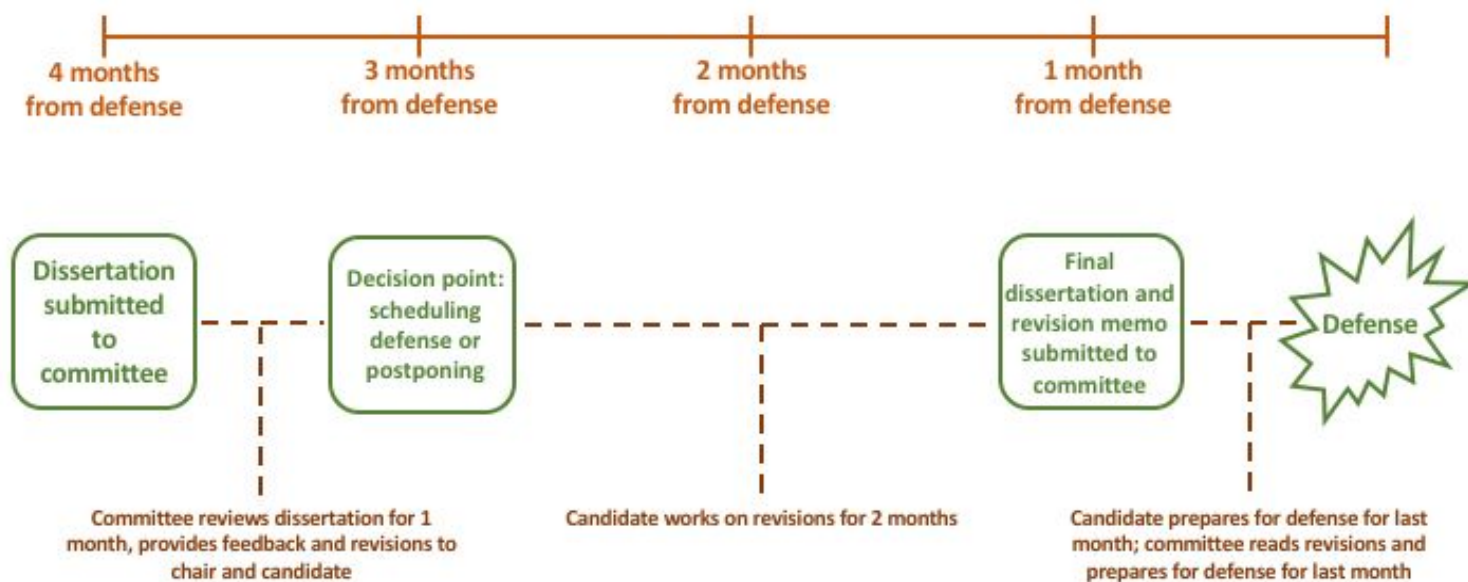 4 months
from defense
3 months
from defense
2 months
from defense
1 month
from defense
Dissertation
submitted
to
committee
Decision point:
scheduling
defense or
postponing
Final
dissertation and
revision memo
submitted to
committee
Defense
Committee reviews dissertation for 1
month, provides feedback and revisions to
chair and candidate
Candidate works on revisions for 2 months
Candidate prepares for defense for last
month; committee reads revisions and
prepares for defense for last month